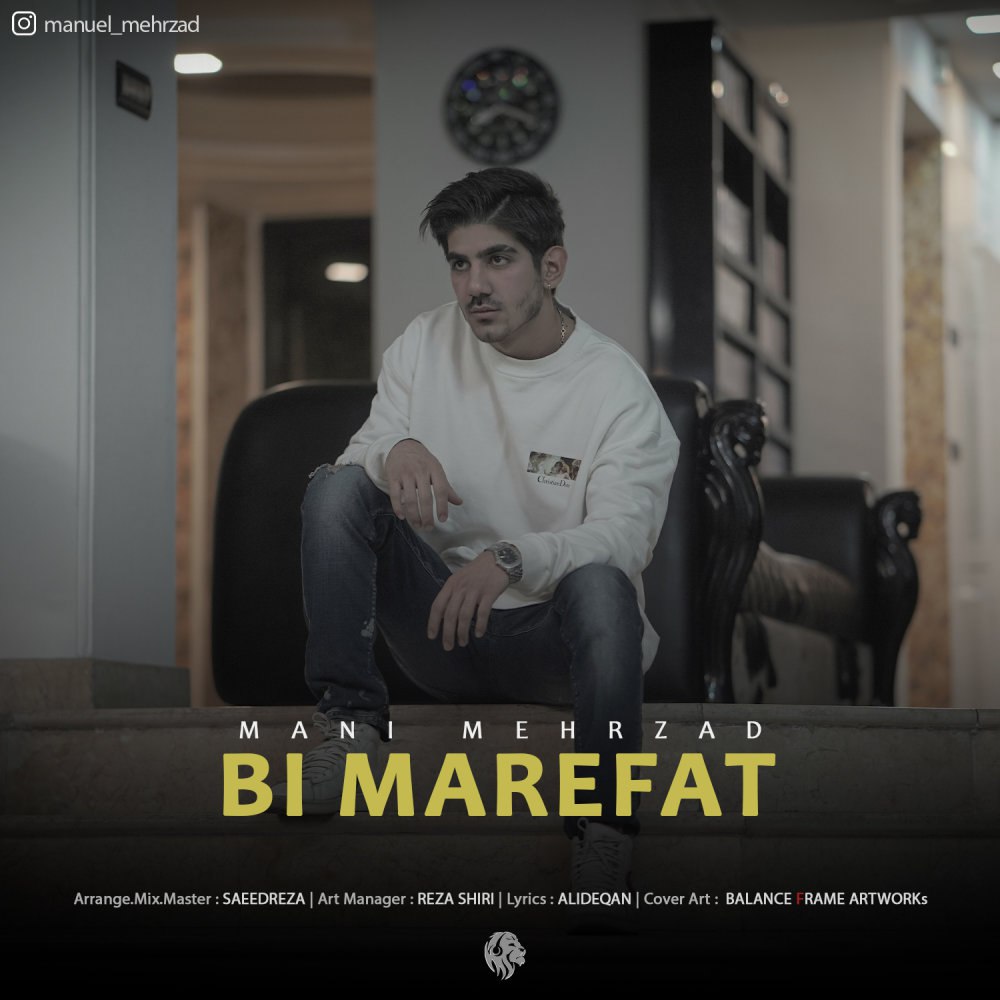 manuel_mehrzad
ChristianDior
MANI MEHRZAD
BI MAREFAT
Arrange.Mix.Master : SAEEDREZA | Art Manager : REZA SHIRI | Lyrics : ALIDEQAN | Cover Art : BALANCE FRAME ARTWORKs